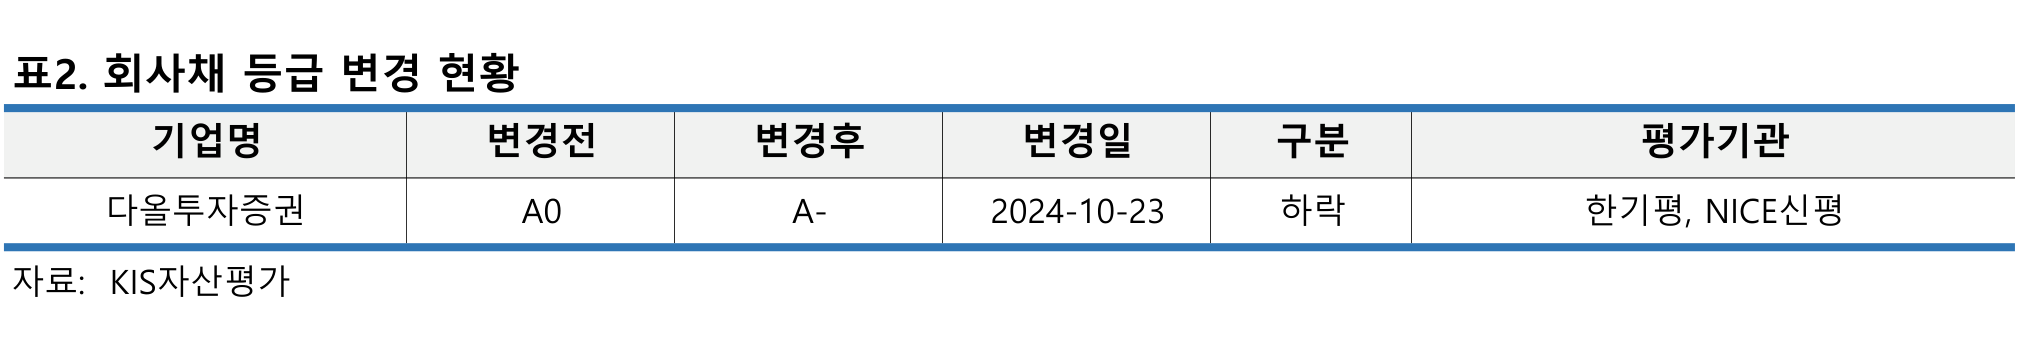 표2. 회사채 등급 변경 현황
기업명 변경전 변경후 변경일 구분 평가기관
다올투자증권 A0 A- 2024-10-23 하락 한기평, NICE신평
자료: KIS자산평가